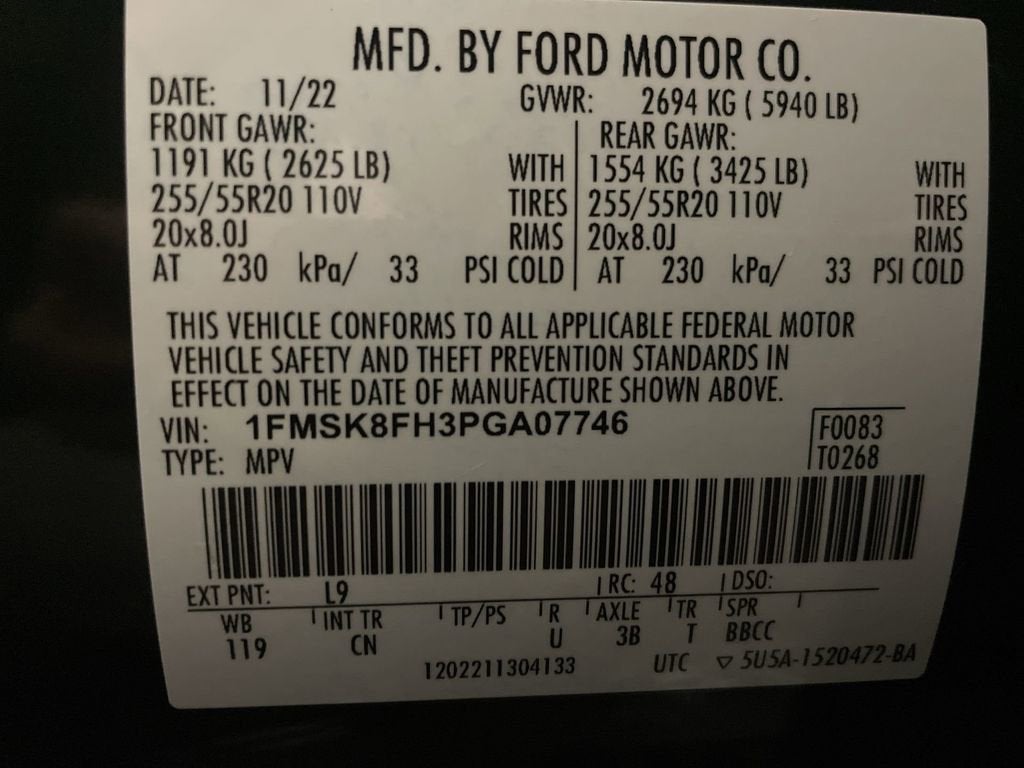 MFD. BY FORD MOTOR CO.
DATE: 11/22 GVWR: 2694 KG ( 5940 LB)
FRONT GAWR: REAR GAWR:
1191 KG ( 2625 LB) WITH 1554 KG ( 3425 LB) WITH
255/55R20 110V TIRES 255/55R20 110V TIRES
20x8.0J RIMS 20x8.0J RIMS
AT 230 kPa/ 33 PSI COLD AT 230 kPa/ 33 PSI COLD
THIS VEHICLE CONFORMS TO ALL APPLICABLE FEDERAL MOTOR
VEHICLE SAFETY AND THEFT PREVENTION STANDARDS IN
EFFECT ON THE DATE OF MANUFACTURE SHOWN ABOVE.
VIN: 1FMSK8FH3PGA07746 F0083
TYPE: MPV T0268
EXT PNT: L9 RC: 48 DSO:
WB INT TR TP/PS R AXLE TR SPR
119 CN U 3B T BBCC
1202211304133 UTC ▽ 5U5A-1520472-BA